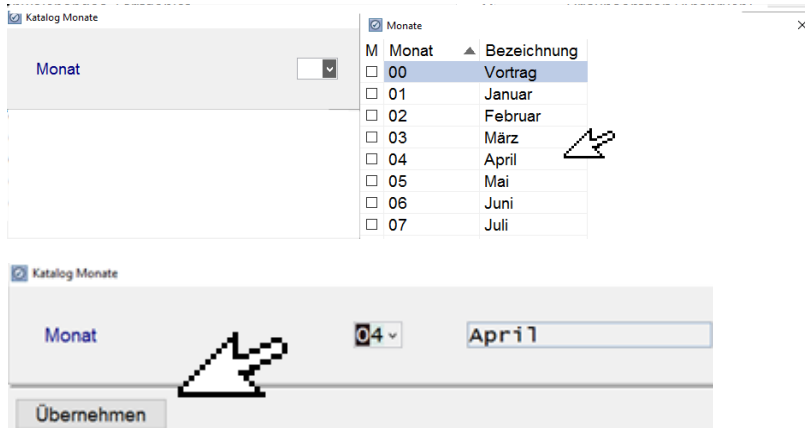 Katalog Monate
Monat
Monate
M Monat Bezeichnung
00 Vortrag
01 Januar
02 Februar
03 März
04 April
05 Mai
06 Juni
07 Juli
Katalog Monate
Monat 04 April
Übernehmen